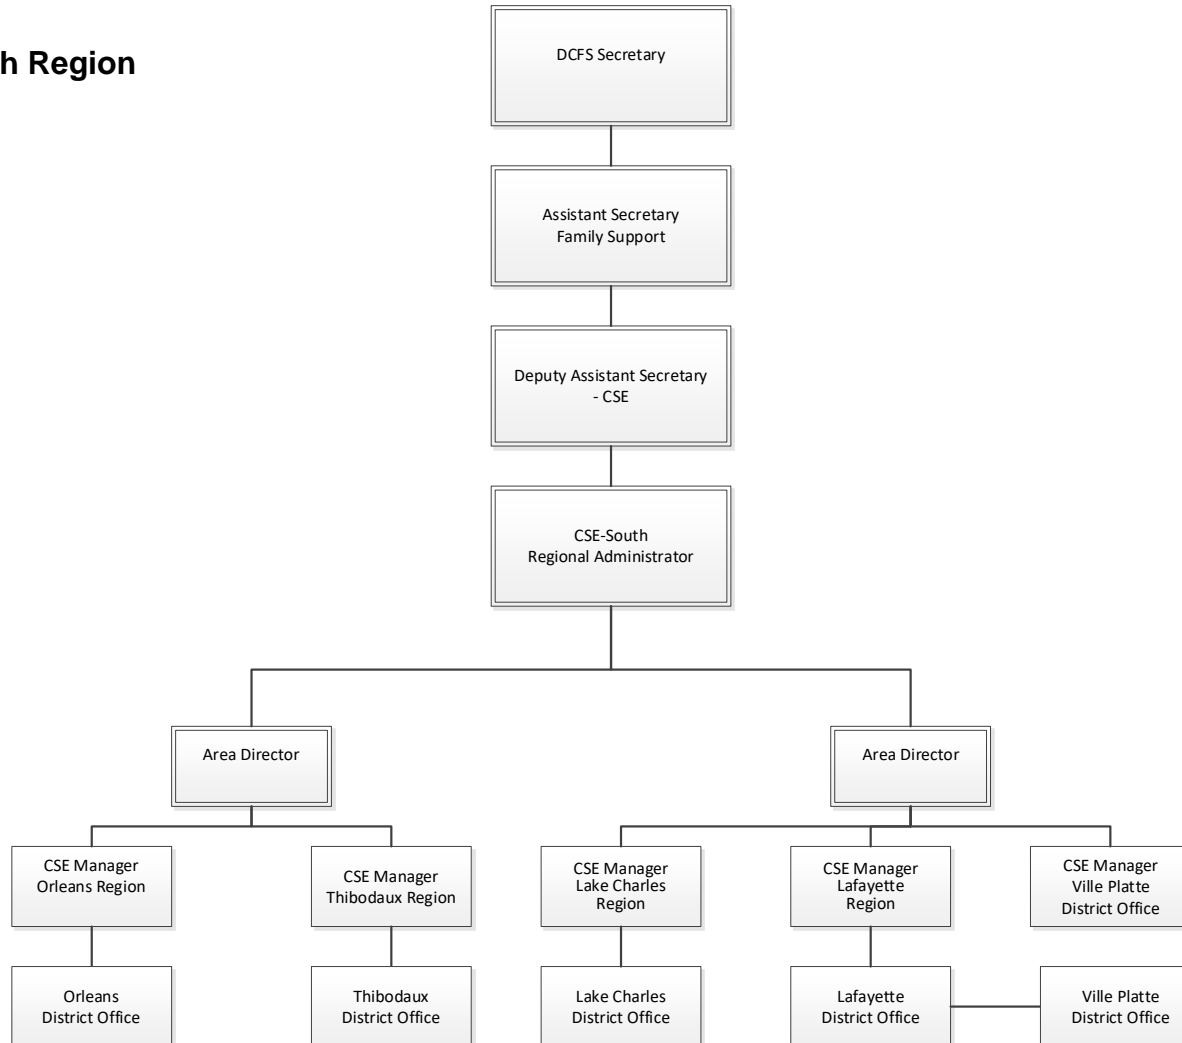 h Region
DCFS Secretary
Assistant Secretary
Family Support
Deputy Assistant Secretary
- CSE
CSE-South
Regional Administrator
Area Director
Area Director
CSE Manager
Orleans Region
CSE Manager
Thibodaux Region
CSE Manager
Lake Charles
Region
CSE Manager
Lafayette
Region
CSE Manager
Ville Platte
District Office
Orleans
District Office
Thibodaux
District Office
Lake Charles
District Office
Lafayette
District Office
Ville Platte
District Office